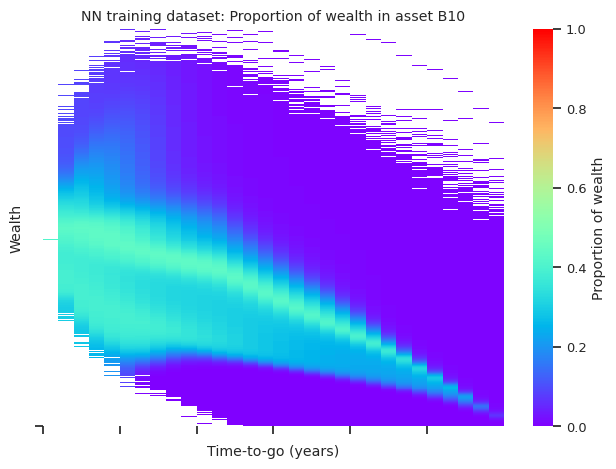 NN training dataset: Proportion of wealth in asset B10
Wealth
Time-to-go (years)
1.0
0.8
0.6
0.4
0.2
0.0
Proportion of wealth